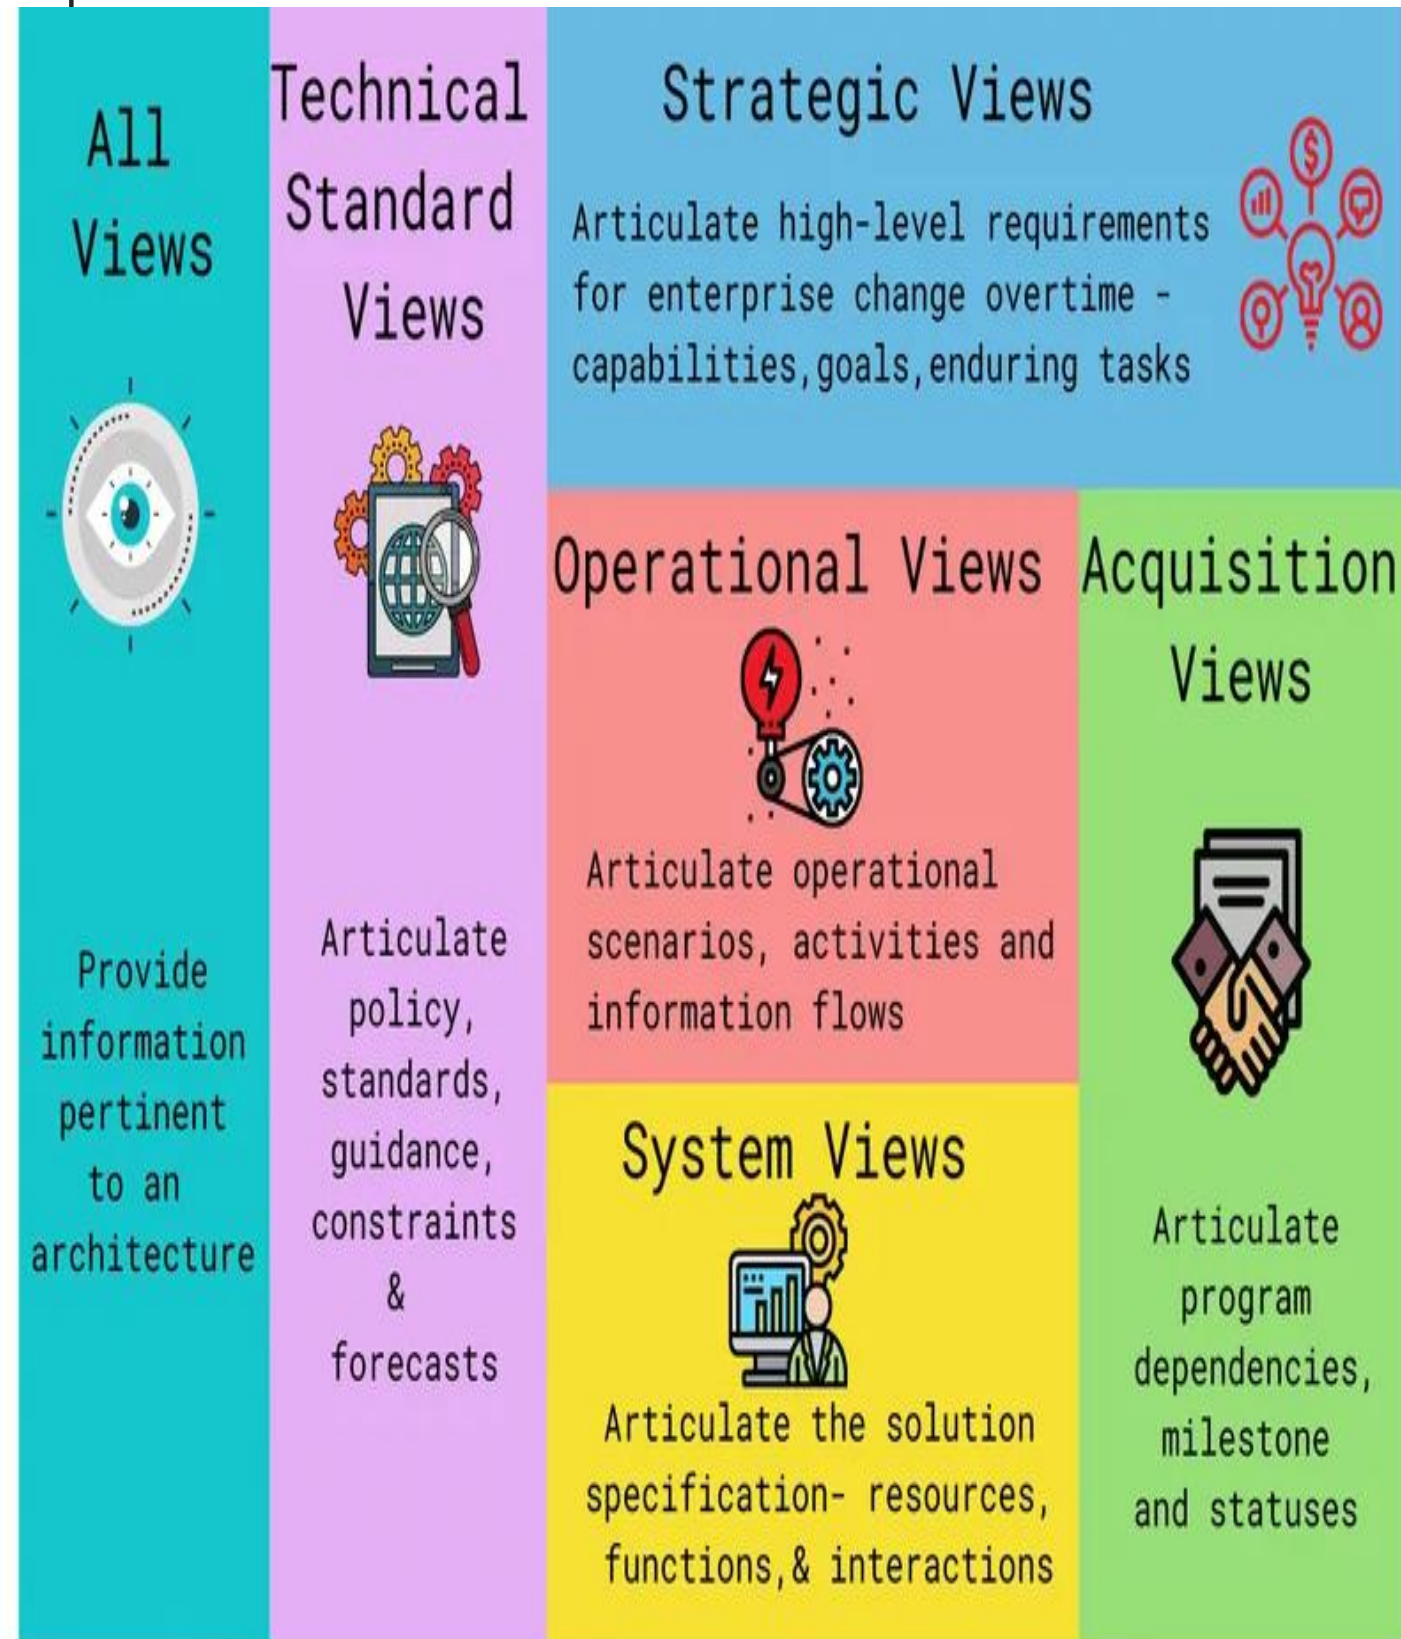 All
Views
Provide
information
pertinent
to an
architecture
Technical
Standard
Views
Articulate
policy,
standards,
guidance,
constraints
&
forecasts
Strategic Views
Articulate high-level requirements
for enterprise change overtime -
capabilities,goals,enduring tasks
Operational Views
Articulate operational
scenarios, activities and
information flows
System Views
Articulate the solution
specification- resources,
functions,& interactions
Acquisition
Views
Articulate
program
dependencies,
milestone
and statuses